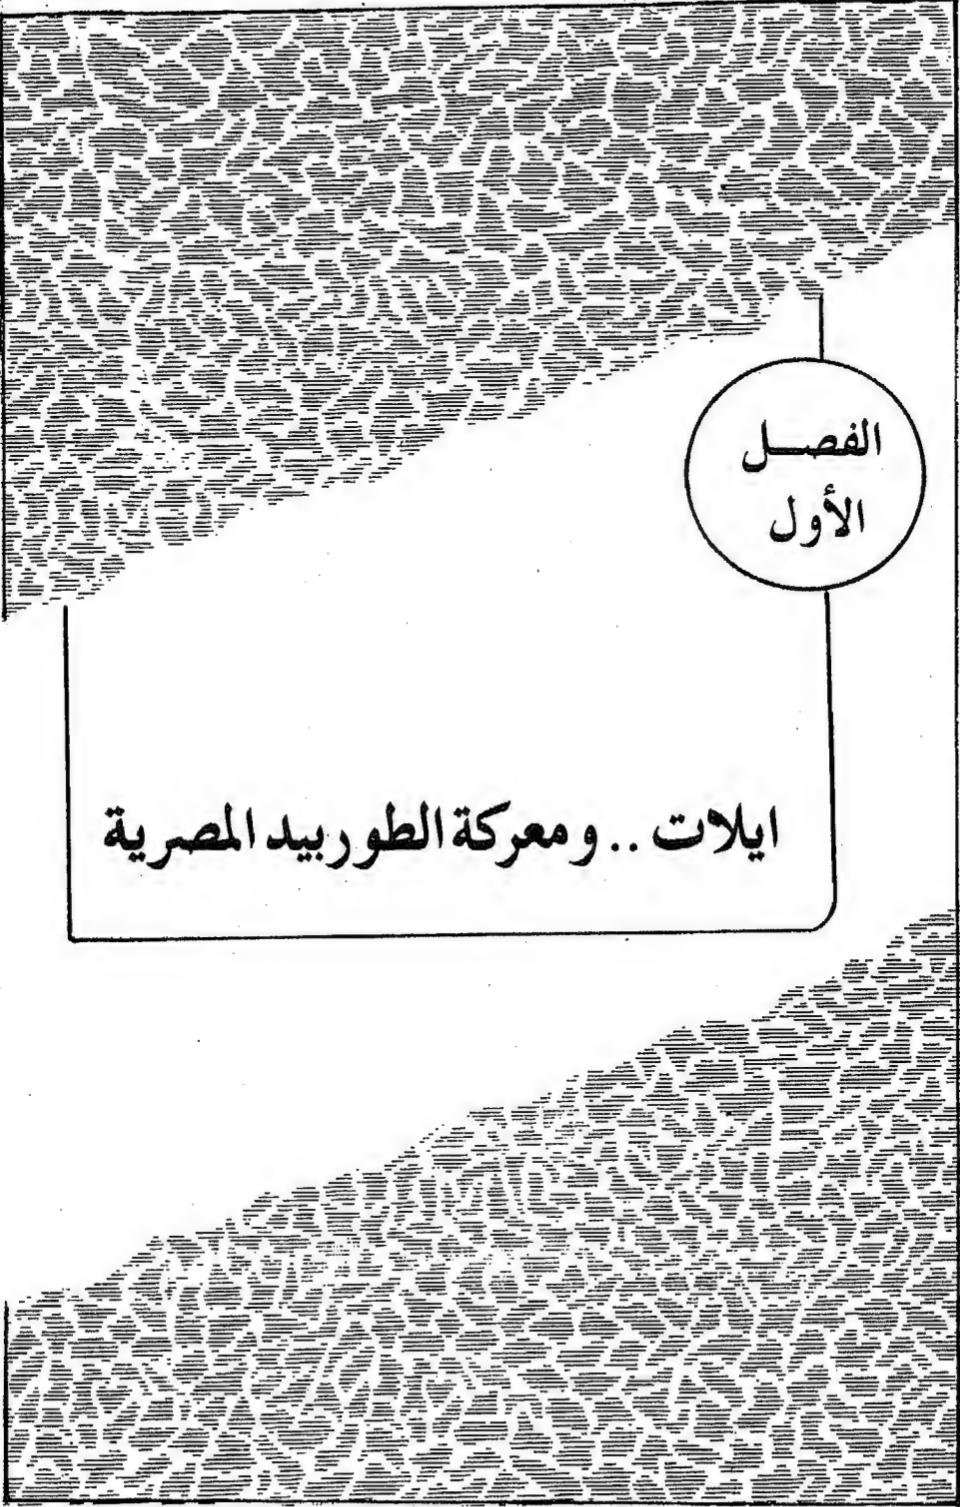 الفصل
الأول
ايلات .. ومعركة الطوربيد المصرية